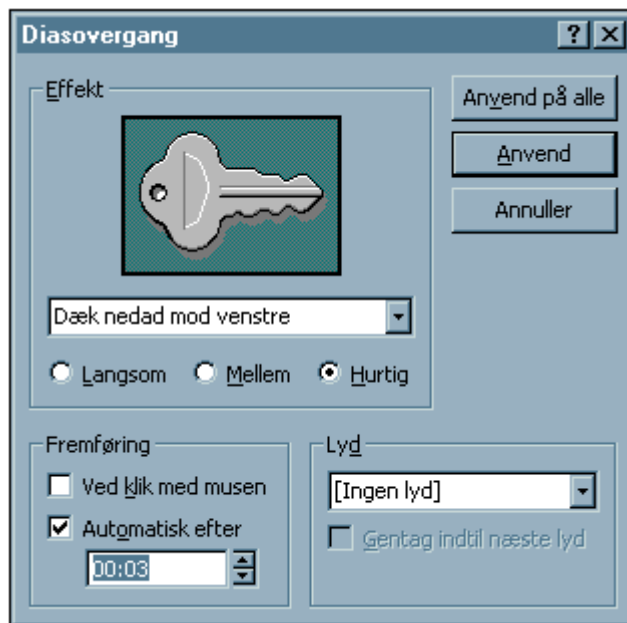 Diasovergang
Effekt
Anvend på alle
Anvend
Annuller
Dæk nedad mod venstre
Langsom Mellem Hurtig
Fremføring
Ved klik med musen
Automatisk efter
00:03
Lyd
[Ingen lyd]
Gentag indtil næste lyd